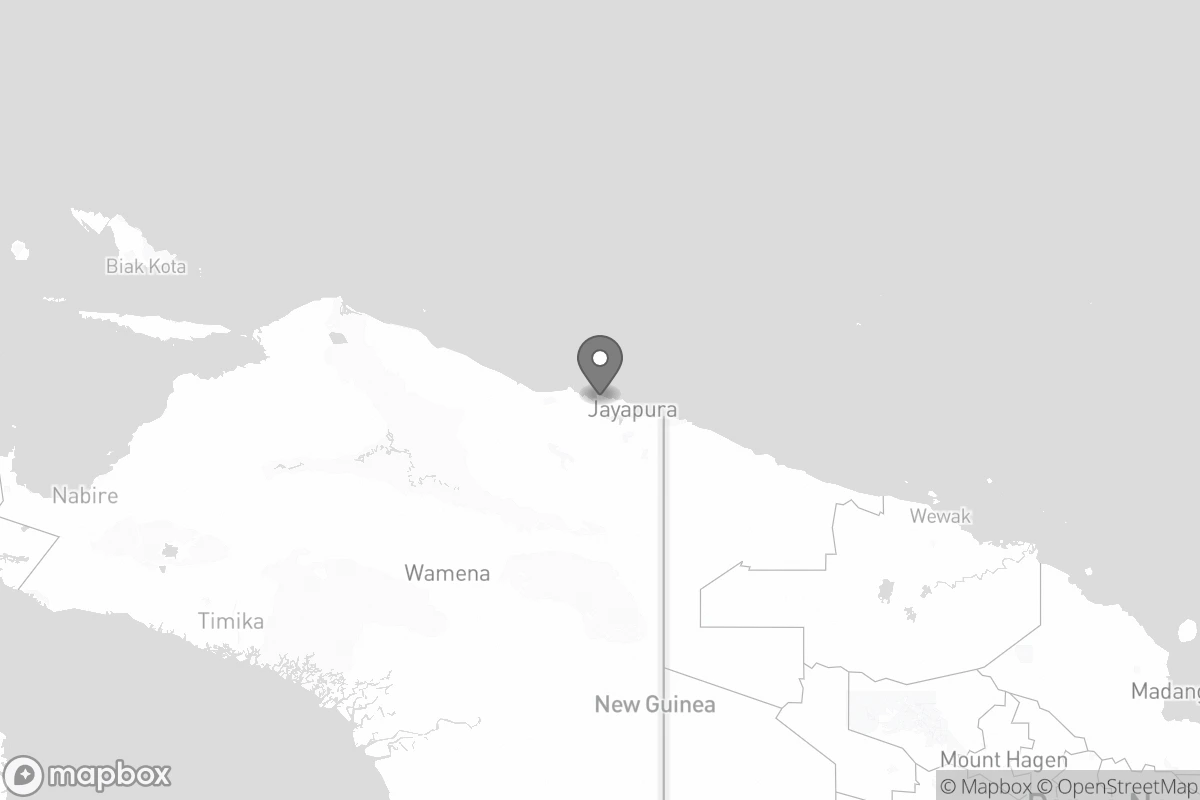 Biak Kota
Jayapura
Nabire
Wewak
Wamena
Timika
Madang
New Guinea
Mount Hagen
mapbox
© Mapbox © OpenStreetMap